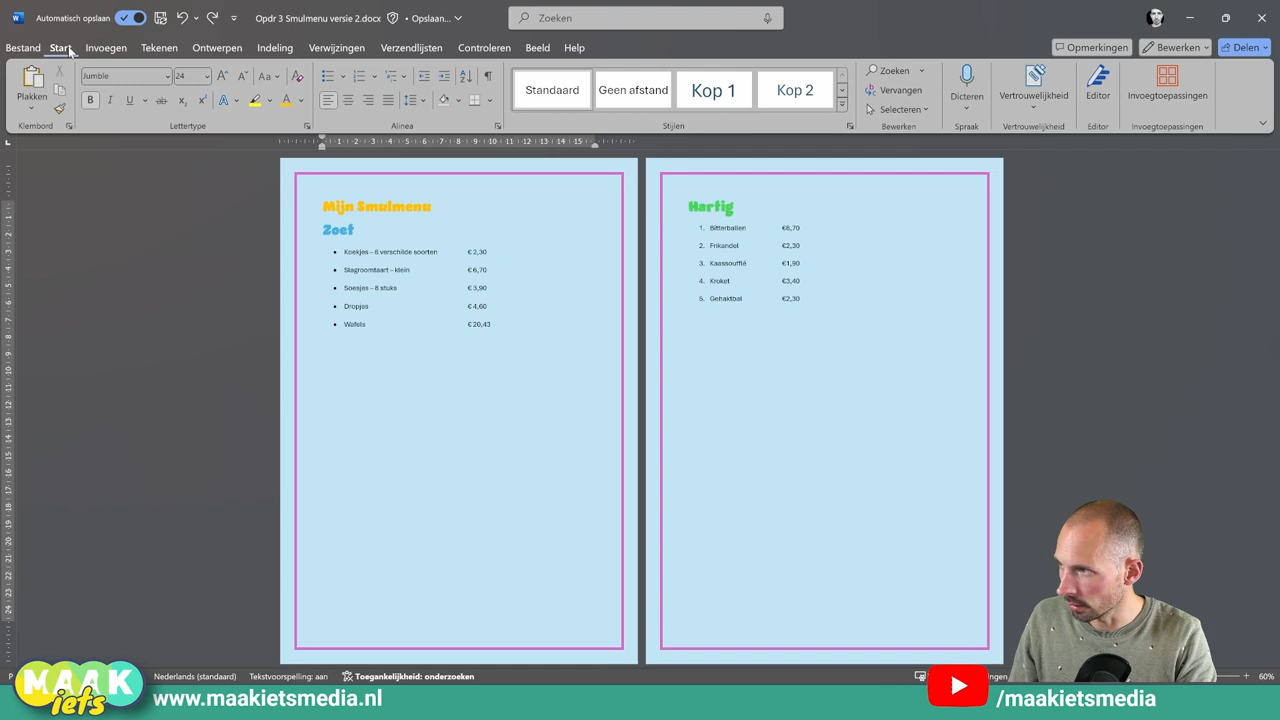 Automatisch opslaan
Opdr 3 Smulmenu versie 2.docx • Opslaan...
Zoeken
Bestand Start Invoegen Tekenen Ontwerpen Indeling Verwijzingen Verzendlijsten Controleren Beeld Help
Opmerkingen Bewerken Delen
Plakken
Jumble 24
Standaard Geen afstand Kop 1 Kop 2
Zoeken
Vervangen
Selecteren
Dicteren Vertrouwelijkheid Editor Invoegtoepassingen
Klembord Lettertype Alinea Stijlen Bewerken Spraak Vertrouwelijkheid Editor Invoegtoepassingen
Mijn Smulmenu
Zoet
• Koekjes – 6 verschilde soorten € 2,30
• Slagroomtaart – klein € 6,70
• Soesjes – 8 stuks € 3,90
• Dropjes € 4,60
• Wafels € 20,43
Hartig
1. Bitterballen €6,70
2. Frikandel €2,30
3. Kaassoufflé €1,90
4. Kroket €3,40
5. Gehaktbal €2,30
Nederlands (standaard) Tekstvoorspelling: aan Toegankelijkheid: onderzoeken
60%
MAAK
iets
www.maakietsmedia.nl
/maakietsmedia